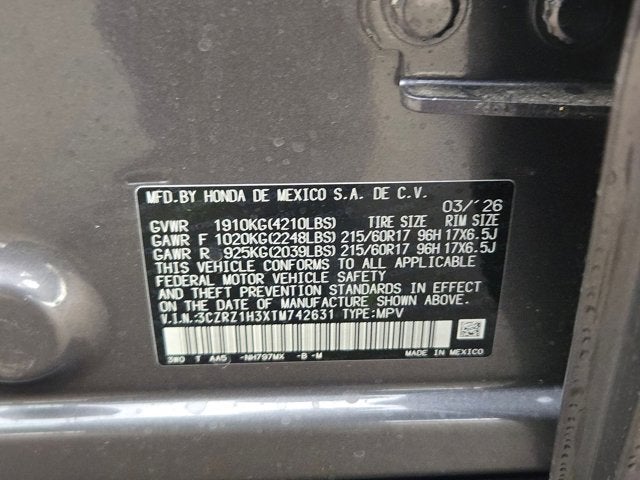 MFD.BY HONDA DE MEXICO S.A. DE C.V.
03/´26
GVWR 1910KG(4210LBS) TIRE SIZE RIM SIZE
GAWR F 1020KG(2248LBS) 215/60R17 96H 17X6.5J
GAWR R 925KG(2039LBS) 215/60R17 96H 17X6.5J
THIS VEHICLE CONFORMS TO ALL APPLICABLE
FEDERAL MOTOR VEHICLE SAFETY
AND THEFT PREVENTION STANDARDS IN EFFECT
ON THE DATE OF MANUFACTURE SHOWN ABOVE.
V.I.N.:3CZRZ1H3XTM742631 TYPE:MPV
3W0 T AA5 -NH797MX -B -M
MADE IN MEXICO